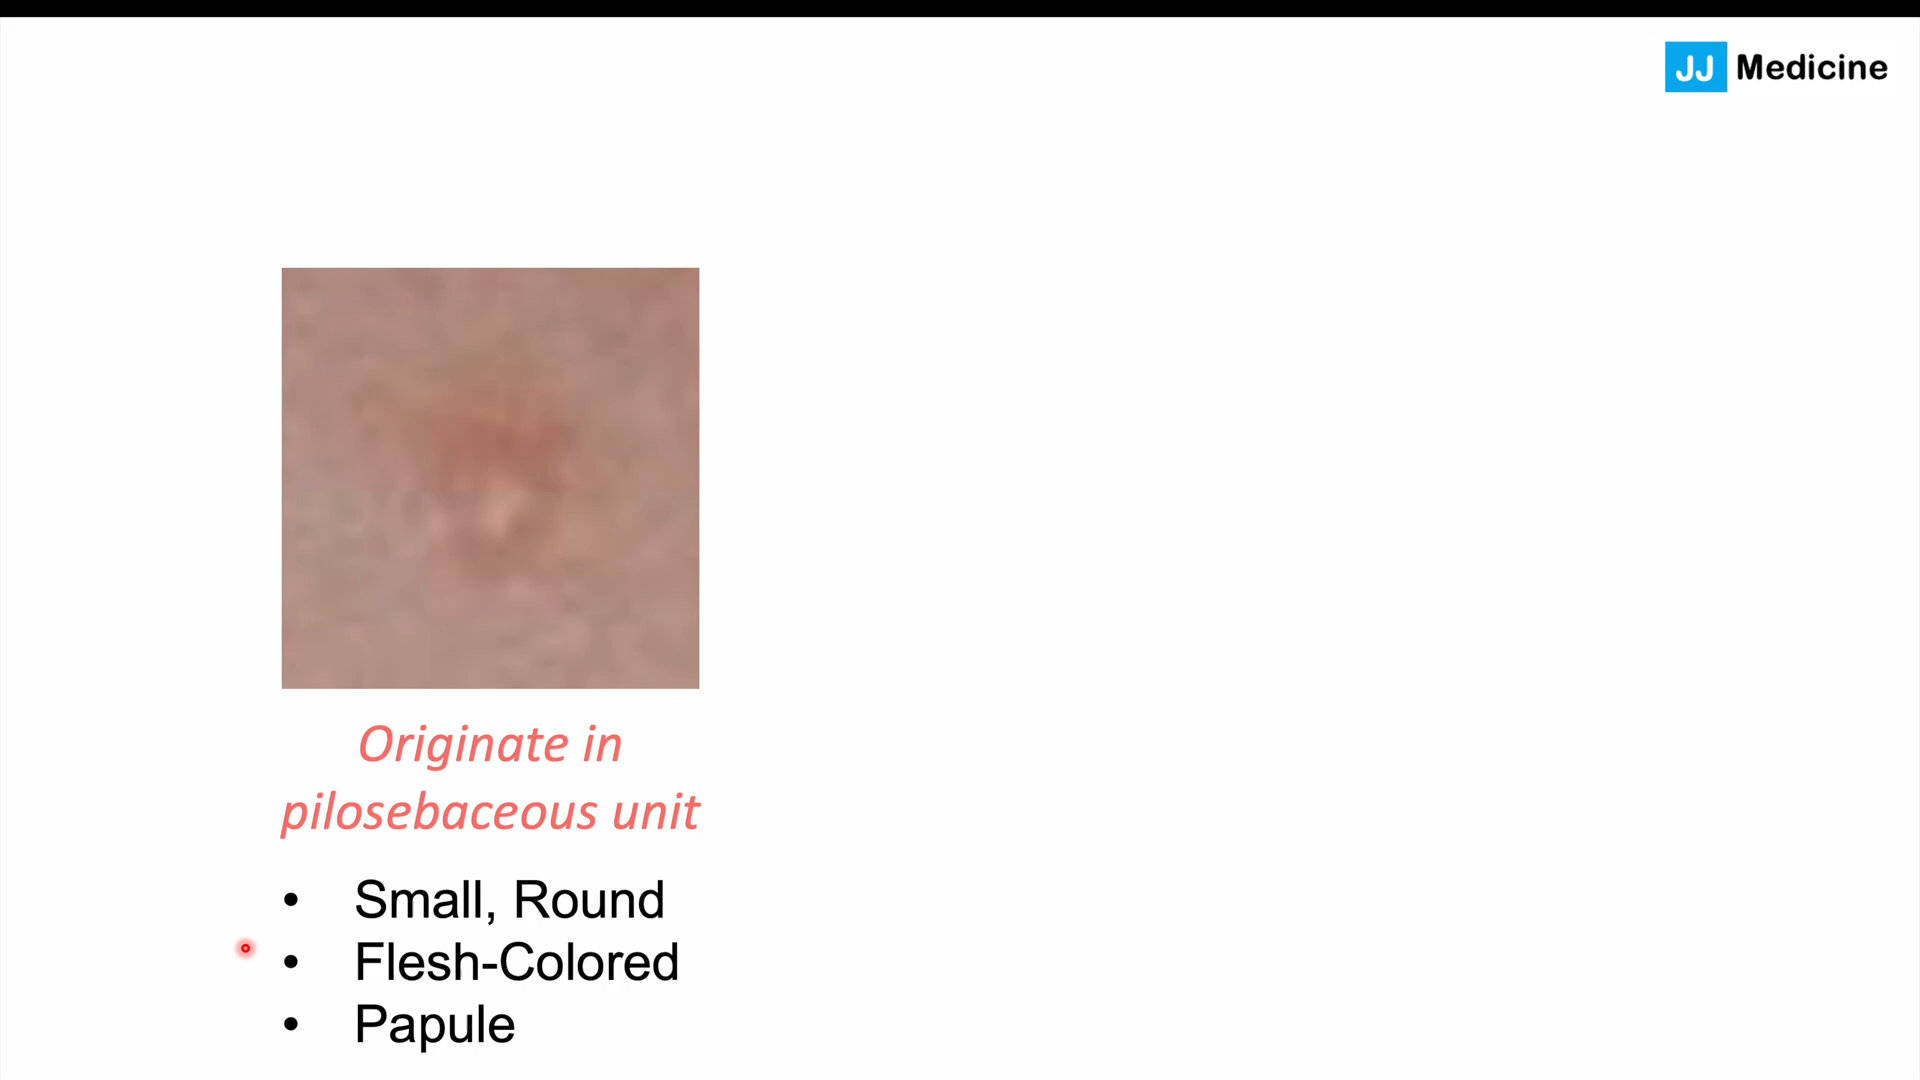 JJ Medicine
Originate in
pilosebaceous unit
• Small, Round
• Flesh-Colored
• Papule